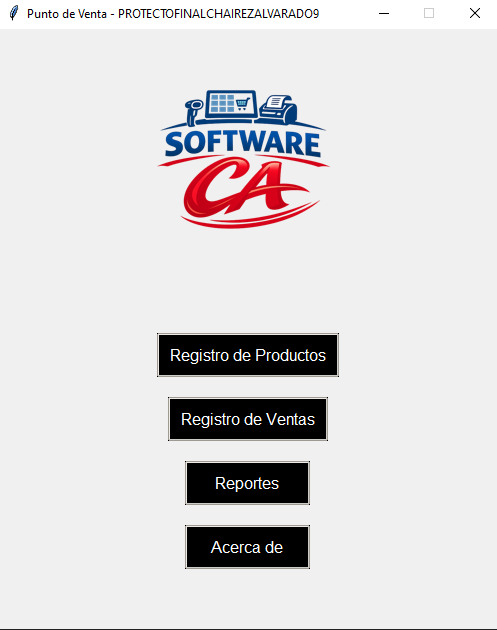 Punto de Venta - PROTECTOFINALCHAIREZALVARADO9
SOFTWARE
CA
Registro de Productos
Registro de Ventas
Reportes
Acerca de